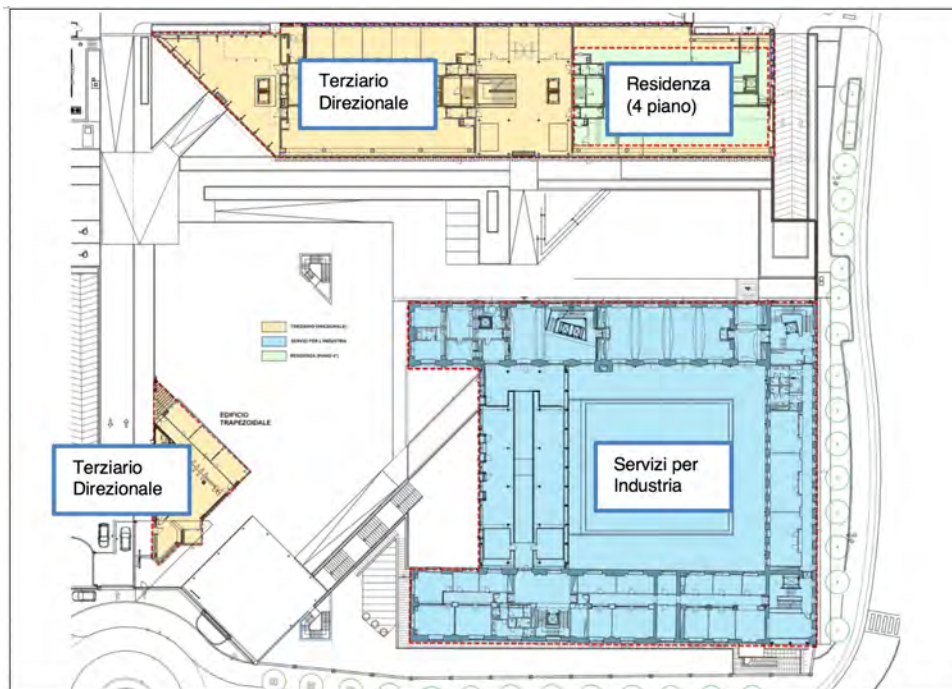 Terziario
Direzionale
Residenza
(4 piano)
TERZIARIO DIREZIONALE
SERVIZI PER L'INDUSTRIA
RESIDENZA (PIANO 4°)
EDIFICIO
TRAPEZOIDALE
Terziario
Direzionale
Servizi per
Industria